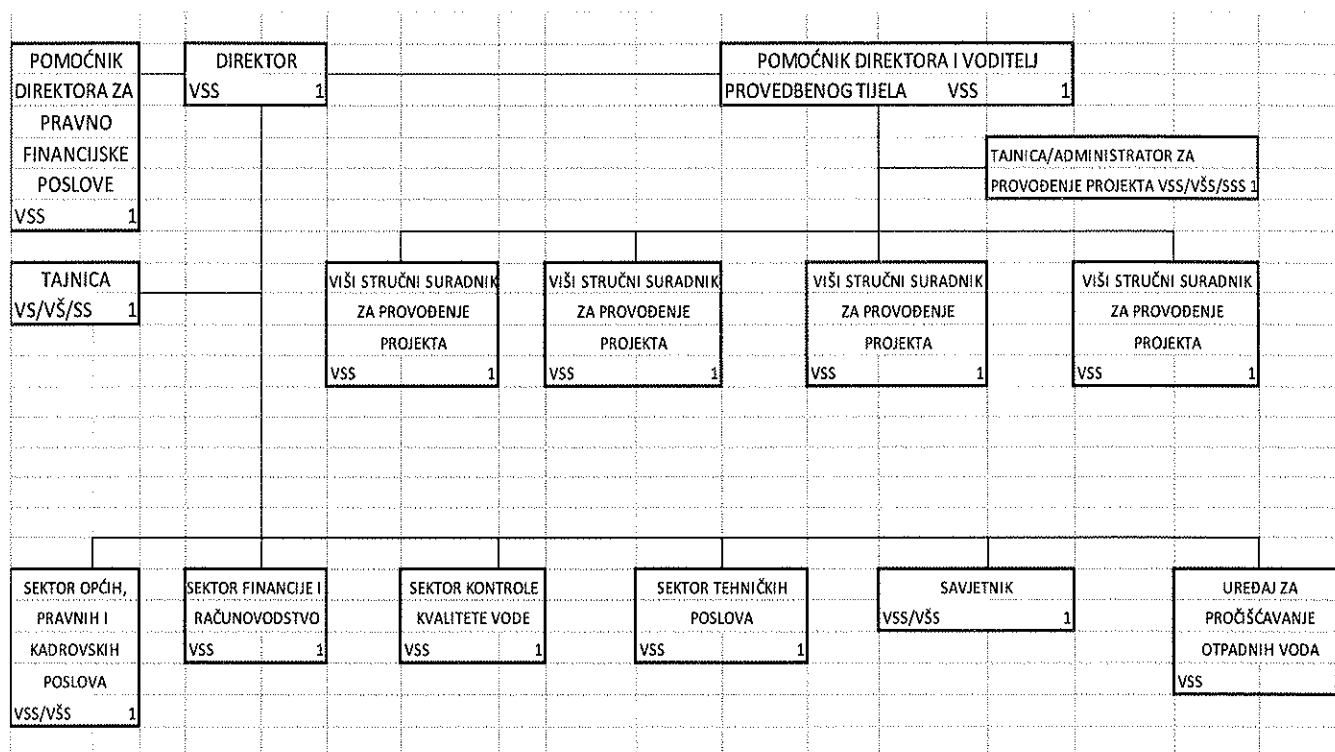 POMOĆNIK
DIREKTORA ZA
PRAVNO
FINANCIJSKE
POSLOVE
VSS 1
DIREKTOR
VSS 1
POMOĆNIK DIREKTORA I VODITELJ
PROVEDBENOG TIJELA VSS 1
TAJNICA/ADMINISTRATOR ZA
PROVOĐENJE PROJEKTA VSS/VŠS/SSS 1
TAJNICA
VS/VŠ/SS 1
VIŠI STRUČNI SURADNIK
ZA PROVOĐENJE
PROJEKTA
VSS 1
VIŠI STRUČNI SURADNIK
ZA PROVOĐENJE
PROJEKTA
VSS 1
VIŠI STRUČNI SURADNIK
ZA PROVOĐENJE
PROJEKTA
VSS 1
VIŠI STRUČNI SURADNIK
ZA PROVOĐENJE
PROJEKTA
VSS 1
SEKTOR OPĆIH,
PRAVNIH I
KADROVSKIH
POSLOVA
VSS/VŠS 1
SEKTOR FINANCIJE I
RAČUNOVODSTVO
VSS 1
SEKTOR KONTROLE
KVALITETE VODE
VSS 1
SEKTOR TEHNIČKIH
POSLOVA
VSS 1
SAVJETNIK
VSS/VŠS 1
UREĐAJ ZA
PROČIŠĆAVANJE
OTPADNIH VODA
VSS